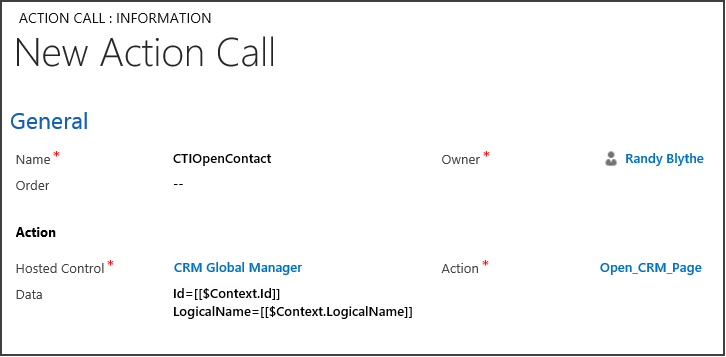 ACTION CALL : INFORMATION
New Action Call
General
Name * CTIOpenContact Owner * Randy Blythe
Order --
Action
Hosted Control * CRM Global Manager Action * Open_CRM_Page
Data Id=[[$Context.Id]]
LogicalName=[[$Context.LogicalName]]